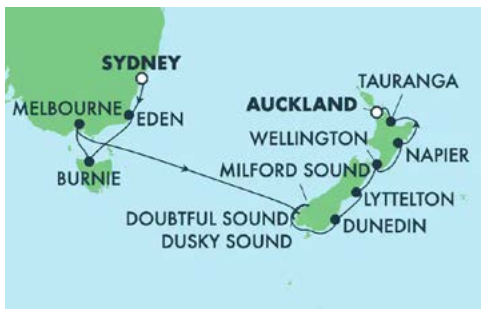 SYDNEY
MELBOURNE
EDEN
BURNIE
TAURANGA
AUCKLAND
WELLINGTON
NAPIER
MILFORD SOUND
LYTTELTON
DOUBTFUL SOUND
DUNEDIN
DUSKY SOUND